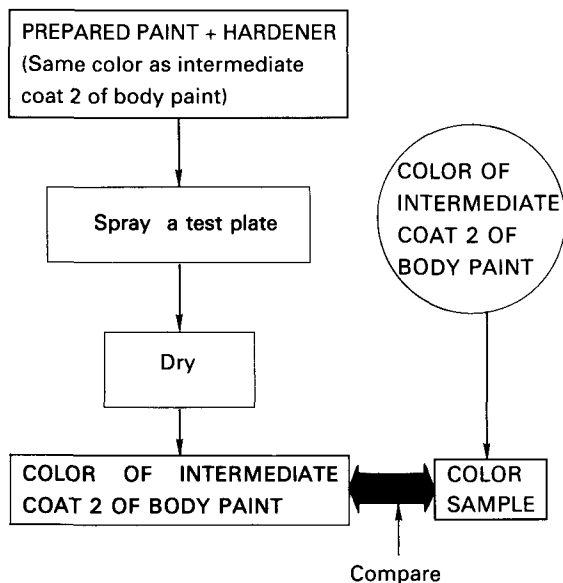 PREPARED PAINT + HARDENER
(Same color as intermediate
coat 2 of body paint)
Spray a test plate
Dry
COLOR OF INTERMEDIATE
COAT 2 OF BODY PAINT
COLOR OF
INTERMEDIATE
COAT 2 OF
BODY PAINT
COLOR
SAMPLE
Compare